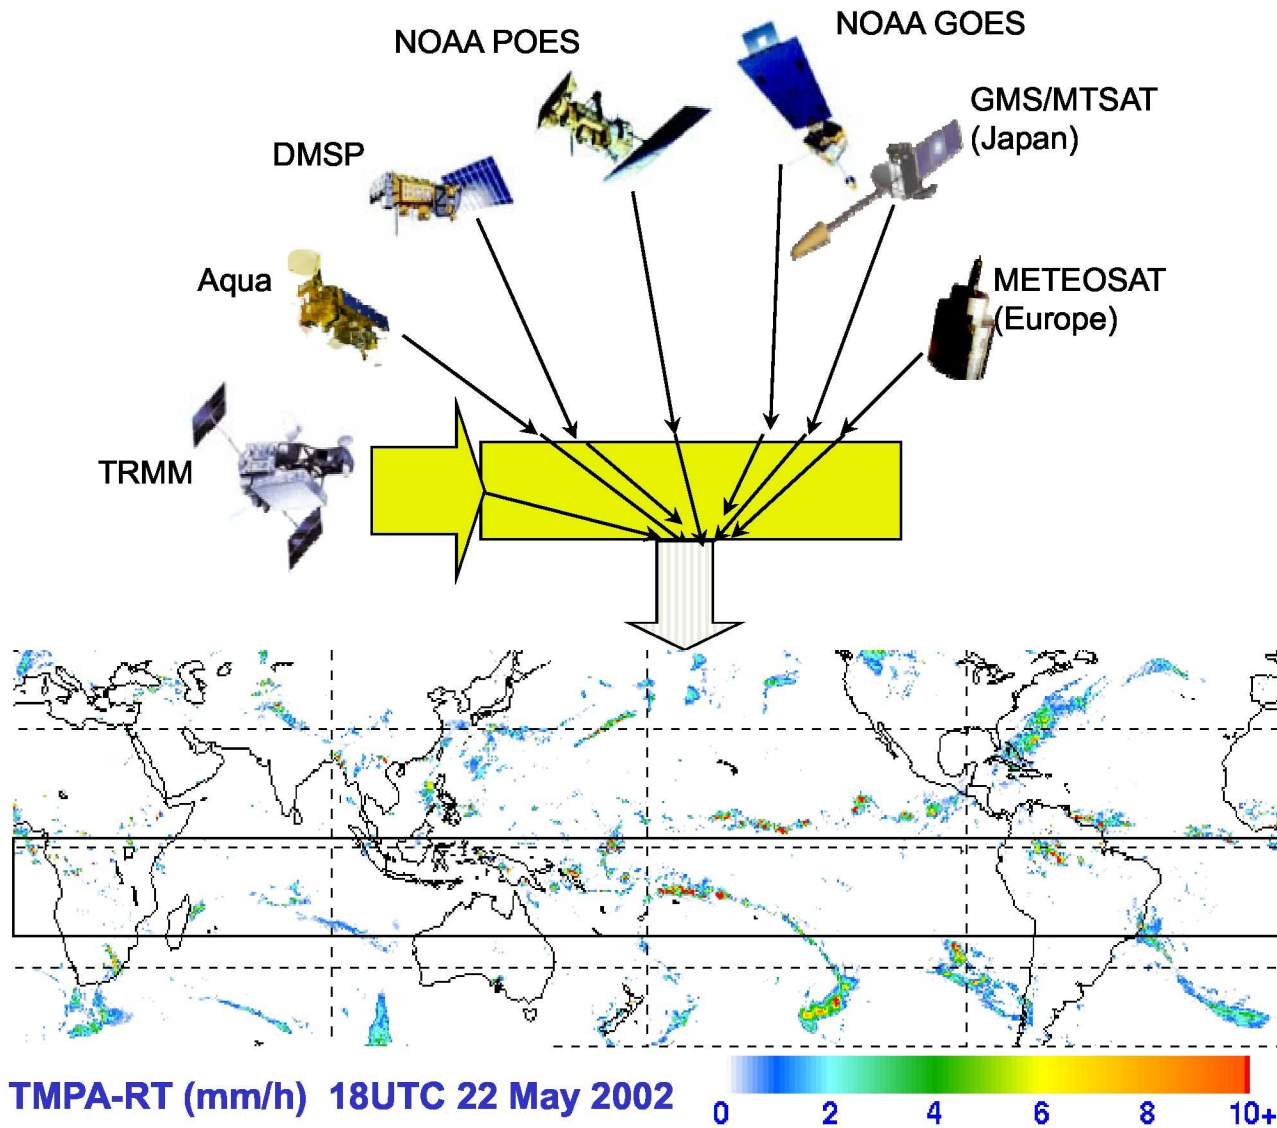 NOAA POES
NOAA GOES
GMS/MTSAT
(Japan)
DMSP
Aqua
METEOSAT
(Europe)
TRMM
TMPA-RT (mm/h) 18UTC 22 May 2002
0 2 4 6 8 10+